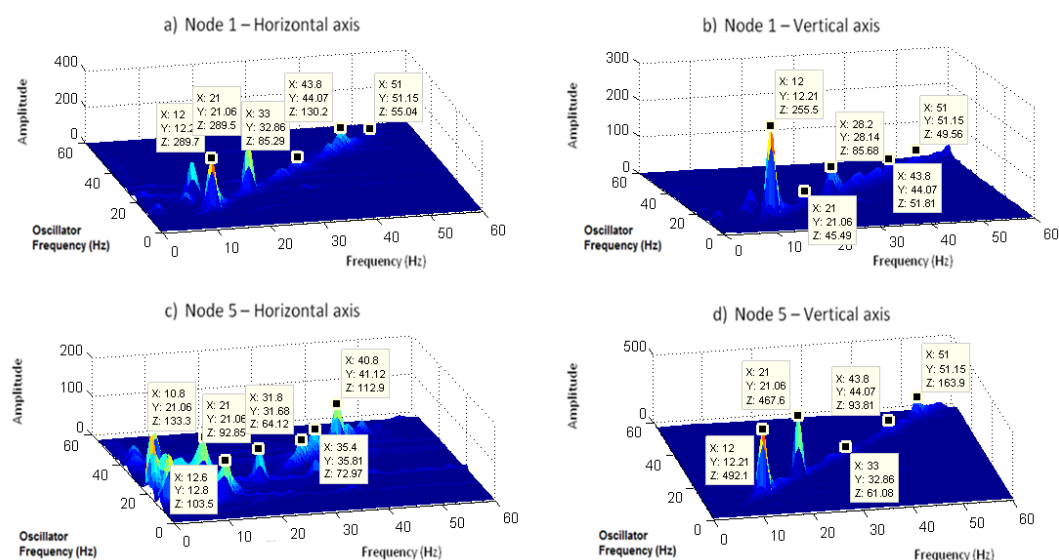 a) Node 1 – Horizontal axis
Amplitude
400
200
0
60
40
20
0
Oscillator
Frequency (Hz)
0
10
20
30
40
50
60
Frequency (Hz)
X: 12
Y: 12.2
Z: 289.7
X: 21
Y: 21.06
Z: 289.5
X: 33
Y: 32.86
Z: 85.29
X: 43.8
Y: 44.07
Z: 130.2
X: 51
Y: 51.15
Z: 55.04
b) Node 1 – Vertical axis
Amplitude
300
200
100
0
60
40
20
0
Oscillator
Frequency (Hz)
0
10
20
30
40
50
60
Frequency (Hz)
X: 12
Y: 12.21
Z: 255.5
X: 21
Y: 21.06
Z: 45.49
X: 28.2
Y: 28.14
Z: 85.68
X: 43.8
Y: 44.07
Z: 51.81
X: 51
Y: 51.15
Z: 49.56
c) Node 5 – Horizontal axis
Amplitude
200
100
0
60
40
20
0
Oscillator
Frequency (Hz)
0
10
20
30
40
50
60
Frequency (Hz)
X: 10.8
Y: 21.06
Z: 133.3
X: 12.6
Y: 12.8
Z: 103.5
X: 21
Y: 21.06
Z: 92.85
X: 31.8
Y: 31.68
Z: 64.12
X: 35.4
Y: 35.81
Z: 72.97
X: 40.8
Y: 41.12
Z: 112.9
d) Node 5 – Vertical axis
Amplitude
500
0
60
40
20
0
Oscillator
Frequency (Hz)
0
10
20
30
40
50
60
Frequency (Hz)
X: 12
Y: 12.21
Z: 492.1
X: 21
Y: 21.06
Z: 467.6
X: 33
Y: 32.86
Z: 61.08
X: 43.8
Y: 44.07
Z: 93.81
X: 51
Y: 51.15
Z: 163.9